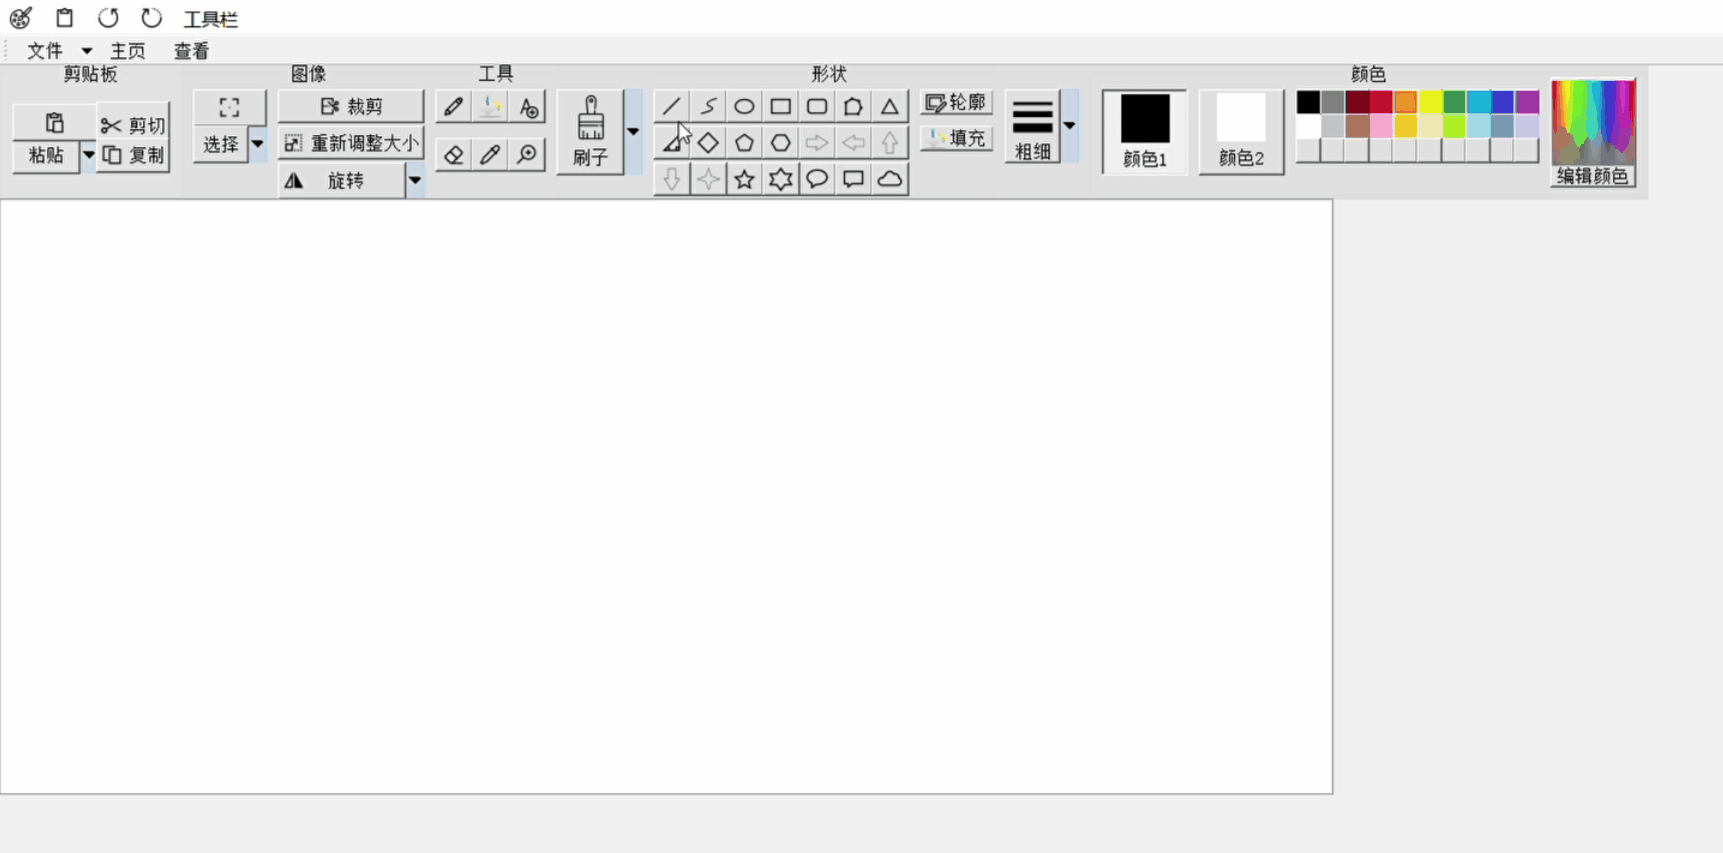 工具栏
文件 主页 查看
剪贴板 图像 工具 形状 颜色
粘贴 剪切 复制
选择 裁剪 重新调整大小 旋转
刷子
轮廓 填充
粗细
颜色1 颜色2
编辑颜色